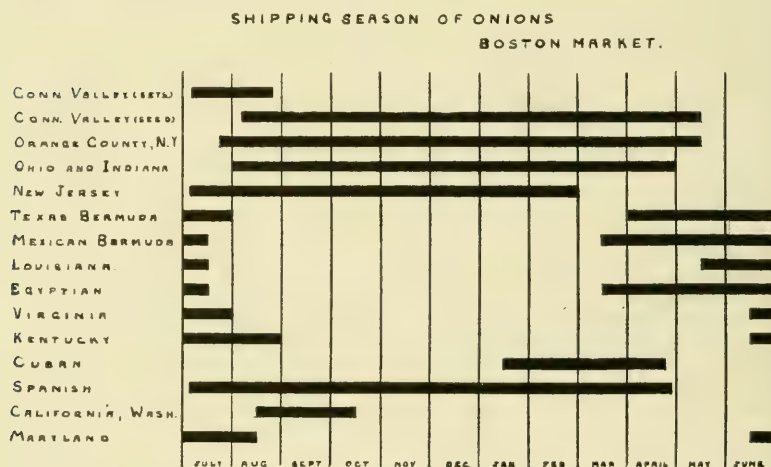 SHIPPING SEASON OF ONIONS
BOSTON MARKET.
CONN VALLEY (SETS)
CONN. VALLEY (SEED)
ORANGE COUNTY, N.Y
OHIO AND INDIANA
NEW JERSEY
TEXAS BERMUDA
MEXICAN BERMUDA
LOUISIANA.
EGYPTIAN
VIRGINIA
KENTUCKY
CUBAN
SPANISH
CALIFORNIA, WASH.
MARYLAND
JULY AUG SEPT OCT NOV DEC JAN FEB MAR APRIL MAY JUNE